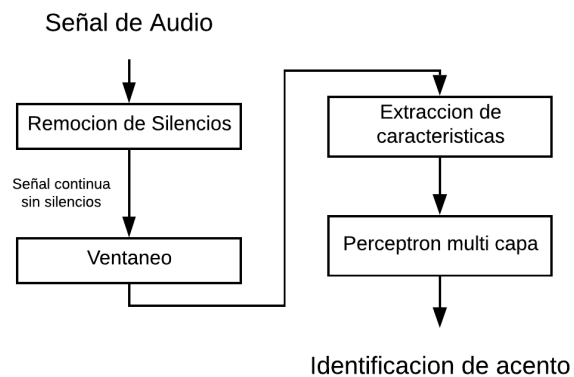 Señal de Audio
Remocion de Silencios
Señal continua
sin silencios
Ventaneo
Extraccion de
caracteristicas
Perceptron multi capa
Identificacion de acento